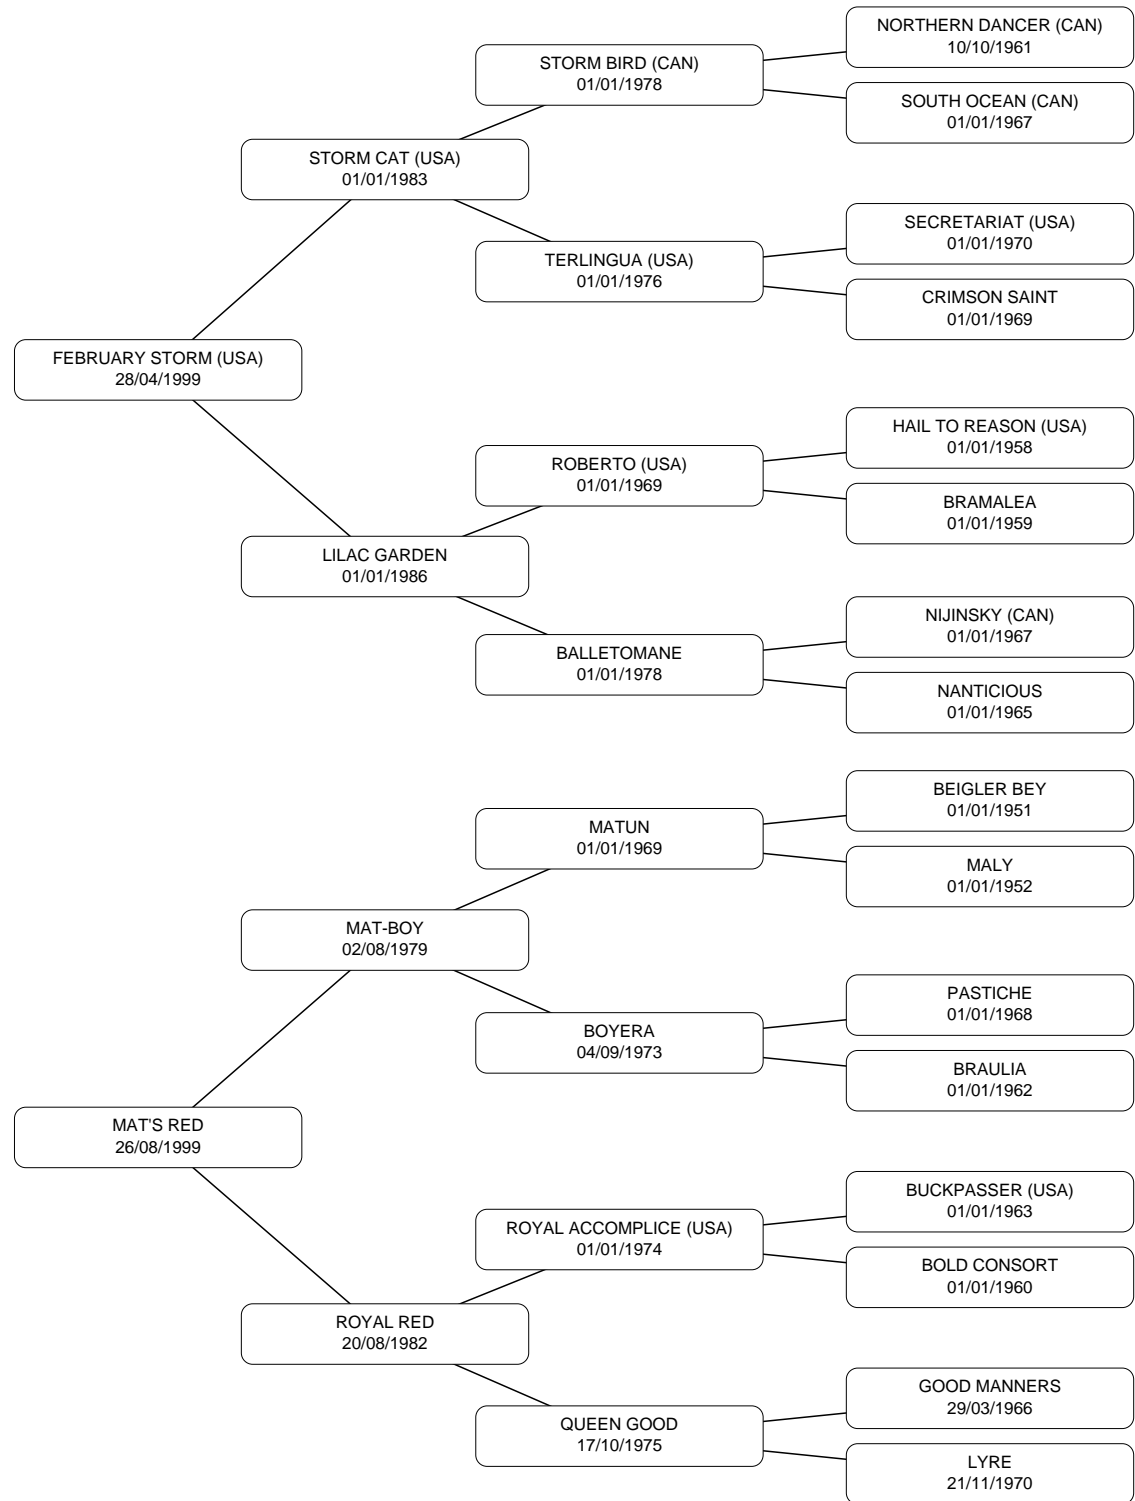 NORTHERN DANCER (CAN)
10/10/1961
STORM BIRD (CAN)
01/01/1978
SOUTH OCEAN (CAN)
01/01/1967
STORM CAT (USA)
01/01/1983
SECRETARIAT (USA)
01/01/1970
TERLINGUA (USA)
01/01/1976
CRIMSON SAINT
01/01/1969
FEBRUARY STORM (USA)
28/04/1999
HAIL TO REASON (USA)
01/01/1958
ROBERTO (USA)
01/01/1969
BRAMALEA
01/01/1959
LILAC GARDEN
01/01/1986
NIJINSKY (CAN)
01/01/1967
BALLETOMANE
01/01/1978
NANTICIOUS
01/01/1965
BEIGLER BEY
01/01/1951
MATUN
01/01/1969
MALY
01/01/1952
MAT-BOY
02/08/1979
PASTICHE
01/01/1968
BOYERA
04/09/1973
BRAULIA
01/01/1962
MAT'S RED
26/08/1999
BUCKPASSER (USA)
01/01/1963
ROYAL ACCOMPLICE (USA)
01/01/1974
BOLD CONSORT
01/01/1960
ROYAL RED
20/08/1982
GOOD MANNERS
29/03/1966
QUEEN GOOD
17/10/1975
LYRE
21/11/1970